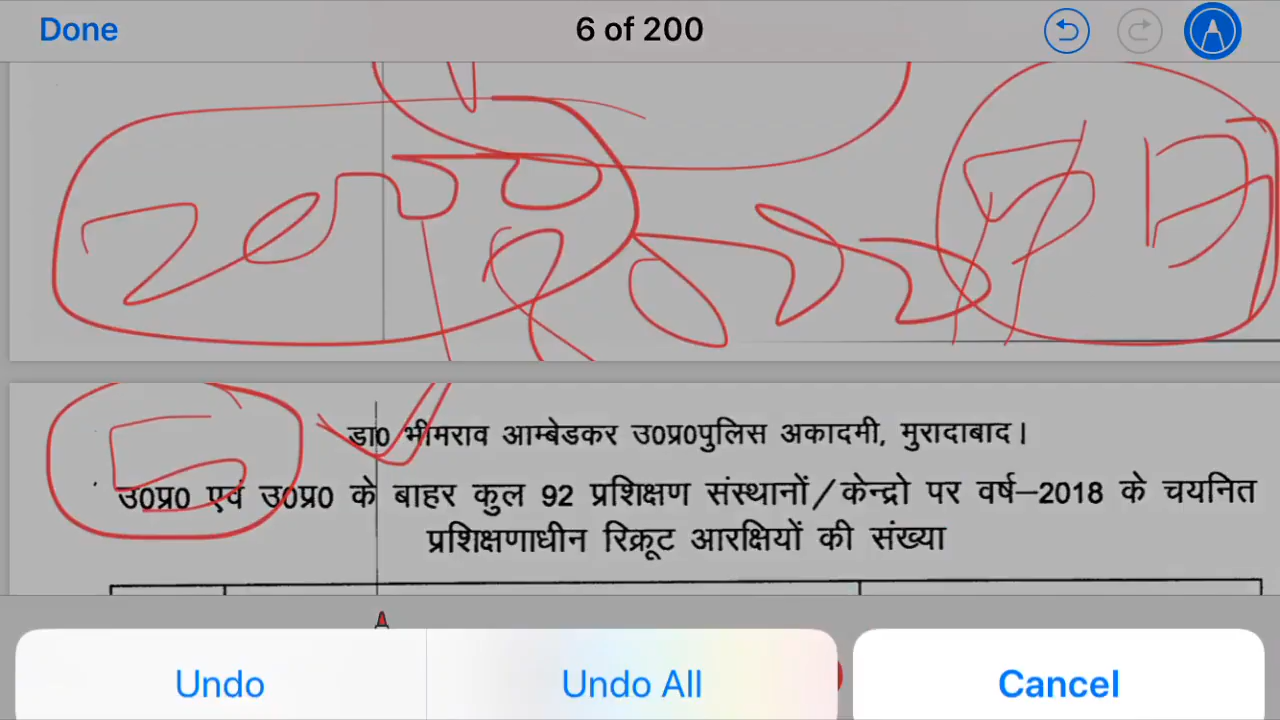 Done 6 of 200
डा0 भीमराव आम्बेडकर उ0प्र0पुलिस अकादमी, मुरादाबाद।
उ0प्र0 एवं उ0प्र0 के बाहर कुल 92 प्रशिक्षण संस्थानों/केन्द्रो पर वर्ष–2018 के चयनित
प्रशिक्षणाधीन रिक्रूट आरक्षियों की संख्या
Undo Undo All Cancel